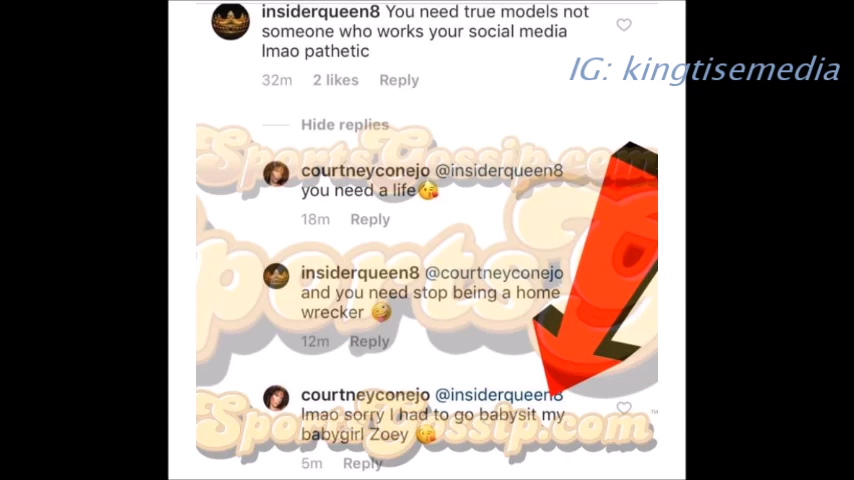 insiderqueen8 You need true models not
someone who works your social media
lmao pathetic
32m 2 likes Reply
IG: kingtisemedia
Hide replies
SportsGossip.com
courtneyconejo @insiderqueen8
you need a life😘
18m Reply
insiderqueen8 @courtneyconejo
and you need stop being a home
wrecker 🤪
12m Reply
courtneyconejo @insiderqueen8
lmao sorry I had to go babysit my
babygirl Zoey 😘
SportsGossip.com™
5m Reply